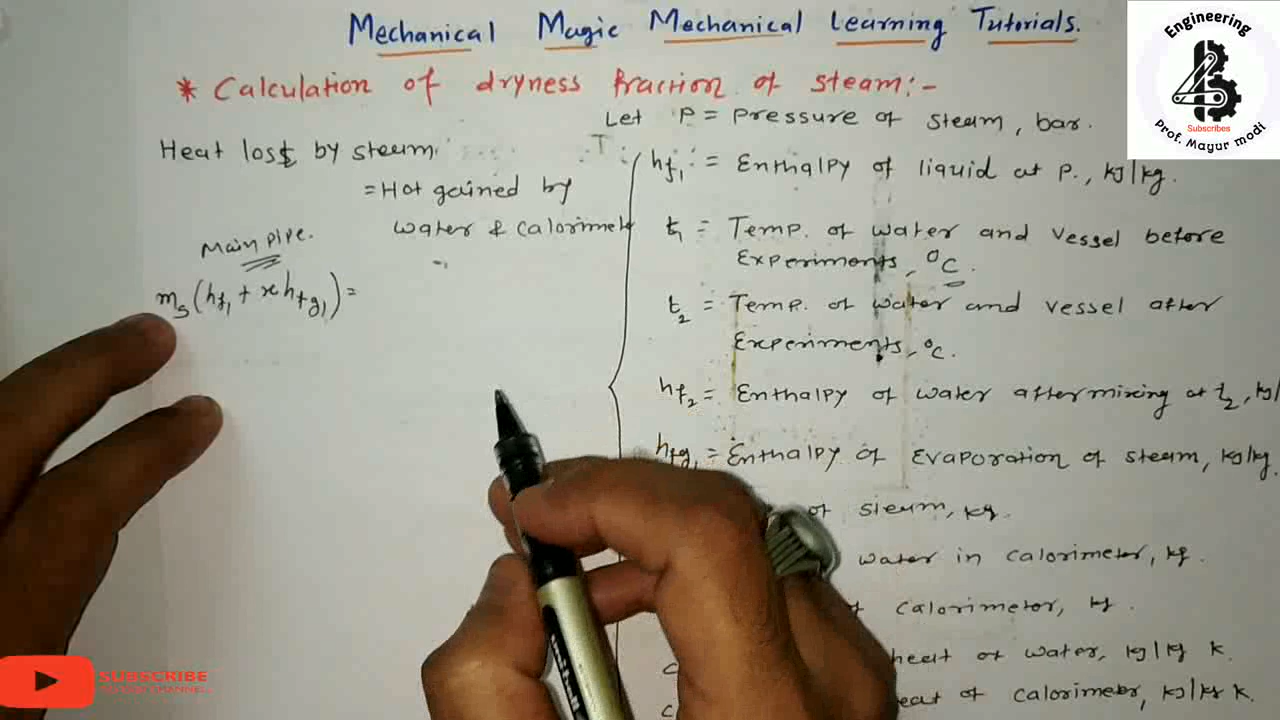 Mechanical Magic Mechanical Learning Tutorials.
* Calculation of dryness fraction of steam:-
Heat lost by steam
= Hot gained by
water & calorimete
Main pipe.
ms (hf1 + x hfg1) =
Let P = Pressure of steam, bar.
hf1 = Enthalpy of liquid at P., kJ/kg.
t1 = Temp. of water and vessel before
Experiments, °C.
t2 = Temp. of water and vessel after
Experiments, °C.
hf2 = Enthalpy of water after mixing at t2, kJ/
hfg1 = Enthalpy of Evaporation of steam, kJ/kg.
of steam, kg.
water in calorimeter, kg.
calorimeter, kg.
heat of water, kJ/kg K.
eat of calorimeter, kJ/kg K.
Engineering
Subscribes
Prof. Mayur modi
SUBSCRIBE